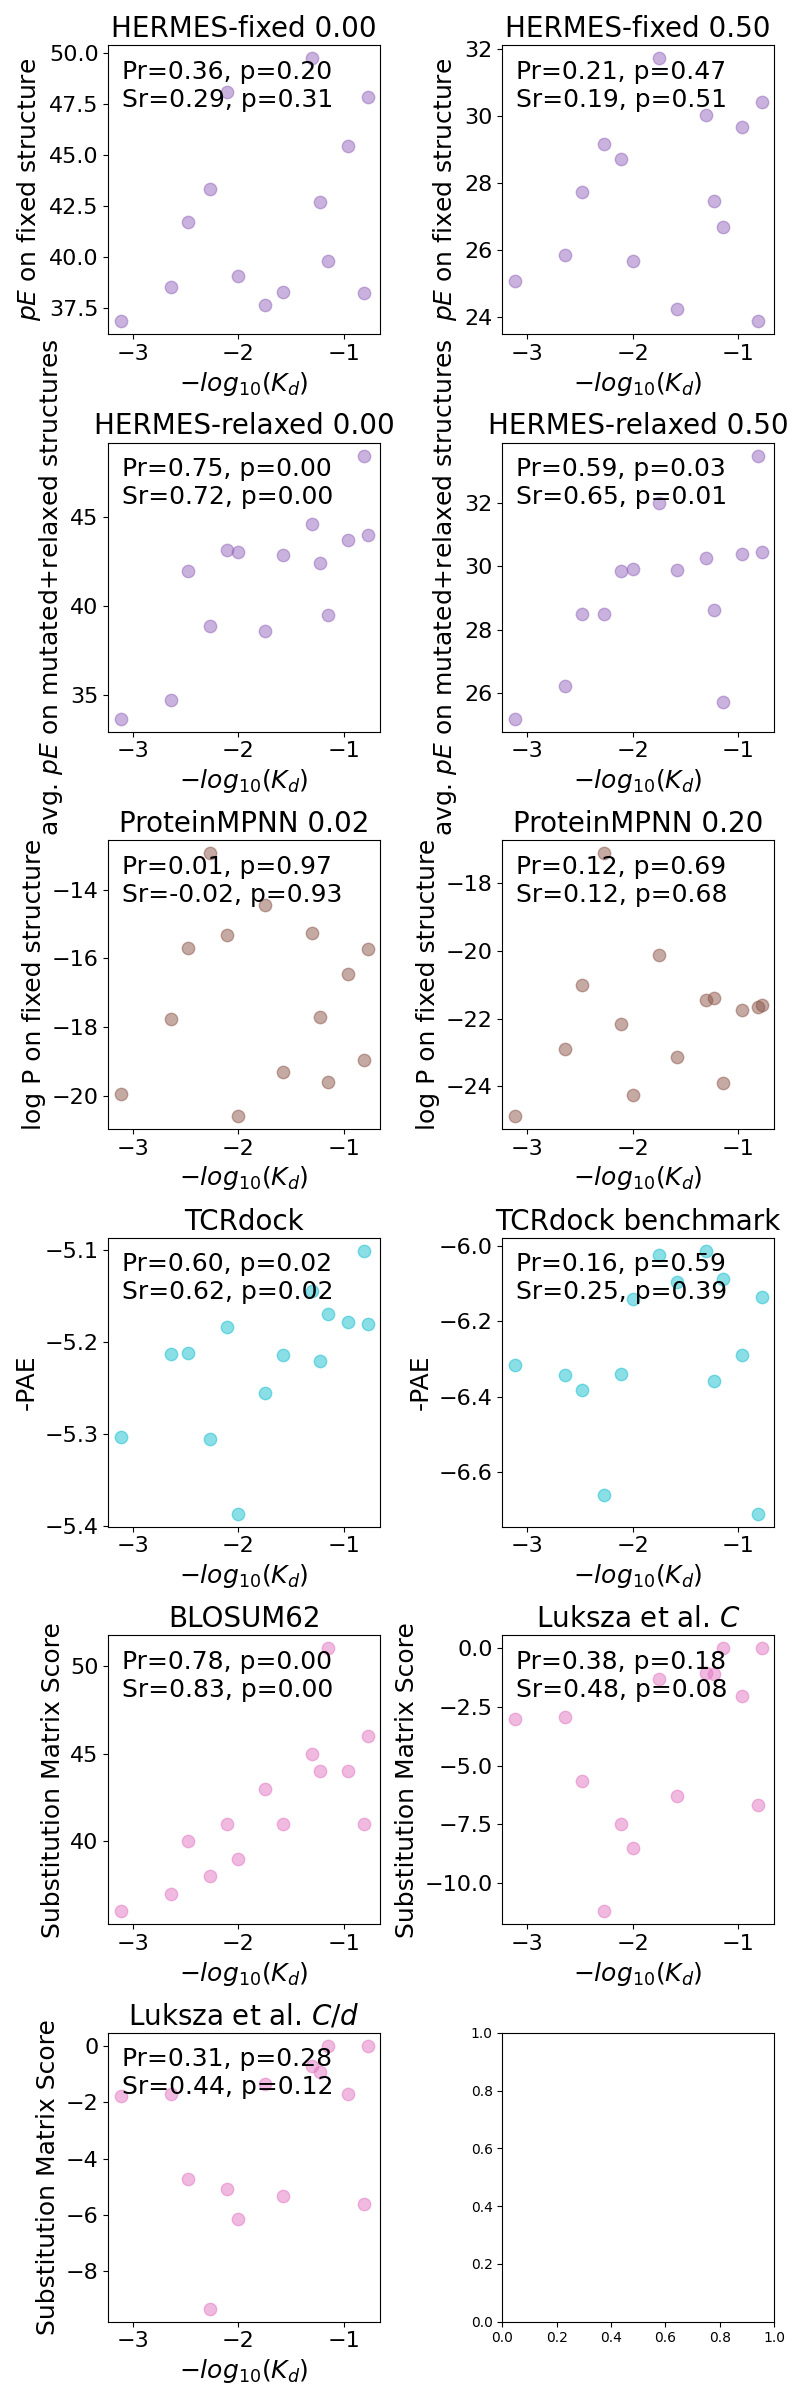 HERMES-fixed 0.00
Pr=0.36, p=0.20
Sr=0.29, p=0.31
pE on fixed structure
50.0
47.5
45.0
42.5
40.0
37.5
−3 −2 −1
−log10(Kd)
HERMES-fixed 0.50
Pr=0.21, p=0.47
Sr=0.19, p=0.51
pE on fixed structure
32
30
28
26
24
−3 −2 −1
−log10(Kd)
HERMES-relaxed 0.00
Pr=0.75, p=0.00
Sr=0.72, p=0.00
avg. pE on mutated+relaxed structures
45
40
35
−3 −2 −1
−log10(Kd)
HERMES-relaxed 0.50
Pr=0.59, p=0.03
Sr=0.65, p=0.01
avg. pE on mutated+relaxed structures
32
30
28
26
−3 −2 −1
−log10(Kd)
ProteinMPNN 0.02
Pr=0.01, p=0.97
Sr=-0.02, p=0.93
log P on fixed structure
−14
−16
−18
−20
−3 −2 −1
−log10(Kd)
ProteinMPNN 0.20
Pr=0.12, p=0.69
Sr=0.12, p=0.68
log P on fixed structure
−18
−20
−22
−24
−3 −2 −1
−log10(Kd)
TCRdock
Pr=0.60, p=0.02
Sr=0.62, p=0.02
-PAE
−5.1
−5.2
−5.3
−5.4
−3 −2 −1
−log10(Kd)
TCRdock benchmark
Pr=0.16, p=0.59
Sr=0.25, p=0.39
-PAE
−6.0
−6.2
−6.4
−6.6
−3 −2 −1
−log10(Kd)
BLOSUM62
Pr=0.78, p=0.00
Sr=0.83, p=0.00
Substitution Matrix Score
50
45
40
−3 −2 −1
−log10(Kd)
Luksza et al. C
Pr=0.38, p=0.18
Sr=0.48, p=0.08
Substitution Matrix Score
0.0
−2.5
−5.0
−7.5
−10.0
−3 −2 −1
−log10(Kd)
Luksza et al. C/d
Pr=0.31, p=0.28
Sr=0.44, p=0.12
Substitution Matrix Score
0
−2
−4
−6
−8
−3 −2 −1
−log10(Kd)
1.0
0.8
0.6
0.4
0.2
0.0
0.0 0.2 0.4 0.6 0.8 1.0